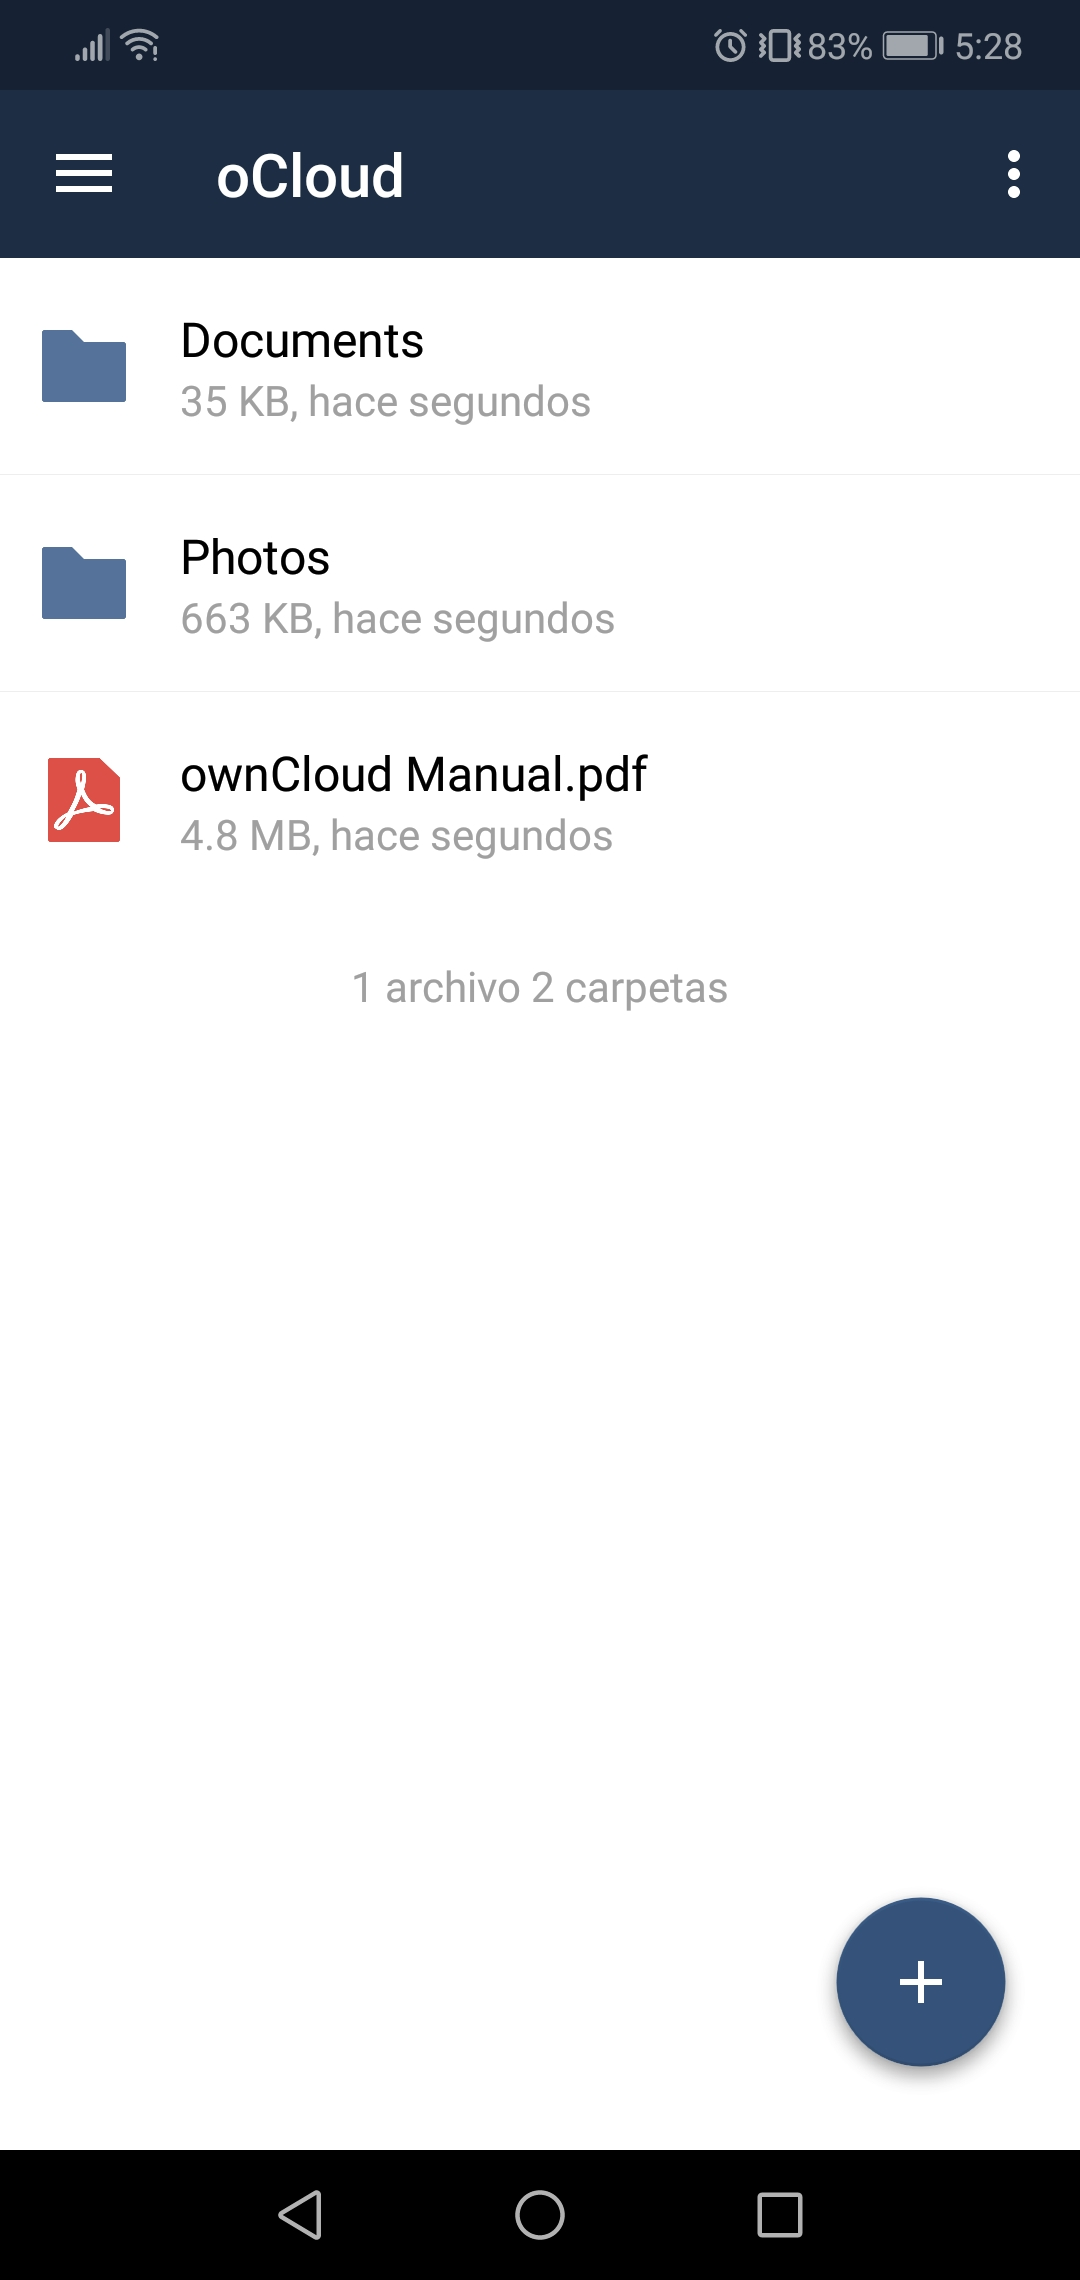 83% 5:28
oCloud
Documents
35 KB, hace segundos
Photos
663 KB, hace segundos
ownCloud Manual.pdf
4.8 MB, hace segundos
1 archivo 2 carpetas